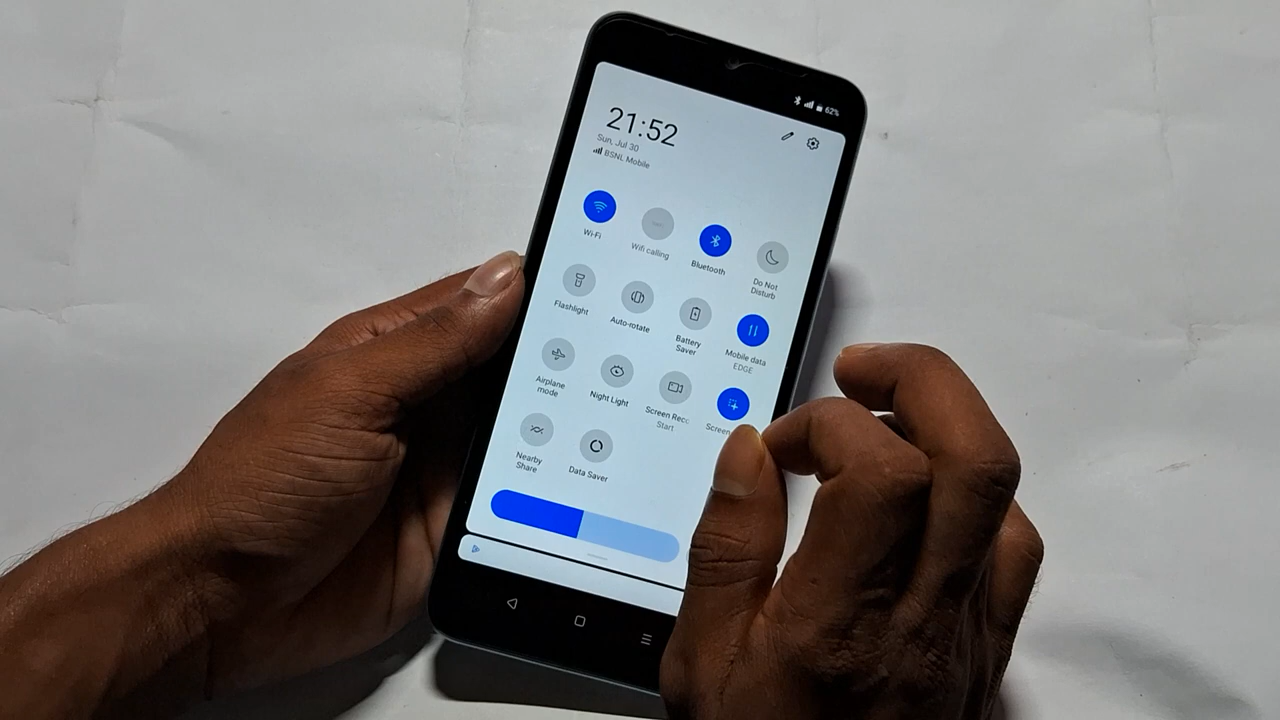 62%
21:52
Sun, Jul 30
BSNL Mobile
Wi-Fi
Wifi calling
Bluetooth
Do Not
Disturb
Flashlight
Auto-rotate
Battery
Saver
Mobile data
EDGE
Airplane
mode
Night Light
Screen Rec
Start
Screen
Nearby
Share
Data Saver